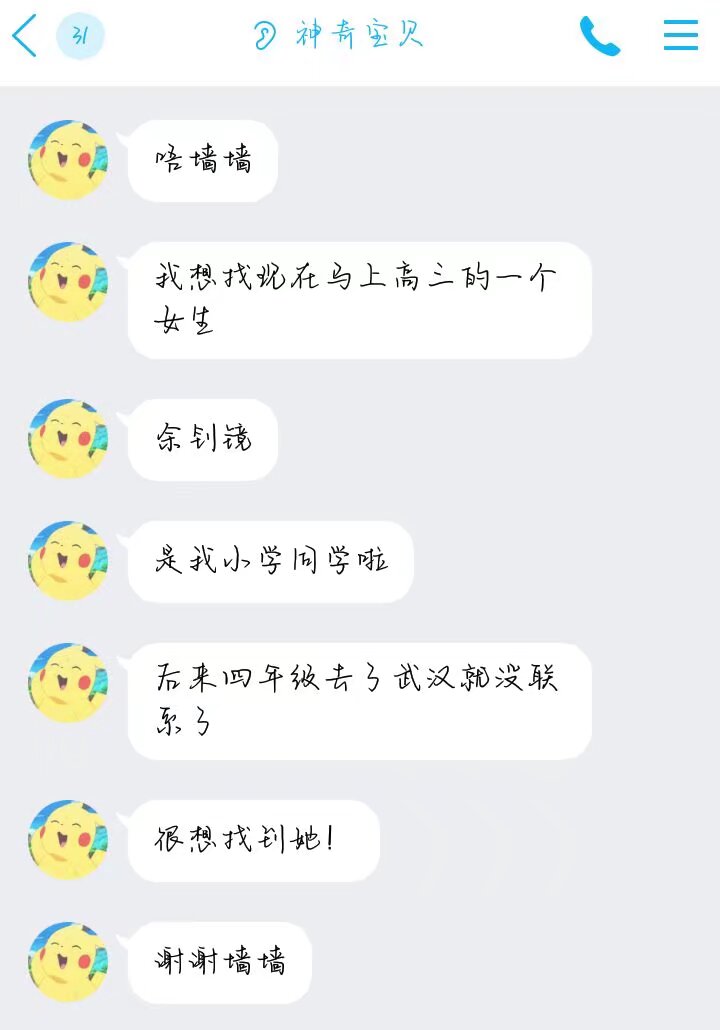 31
神奇宝贝
唔墙墙
我想找现在马上高三的一个
女生
余钊镜
是我小学同学啦
后来四年级去了武汉就没联
系了
很想找到她!
谢谢墙墙